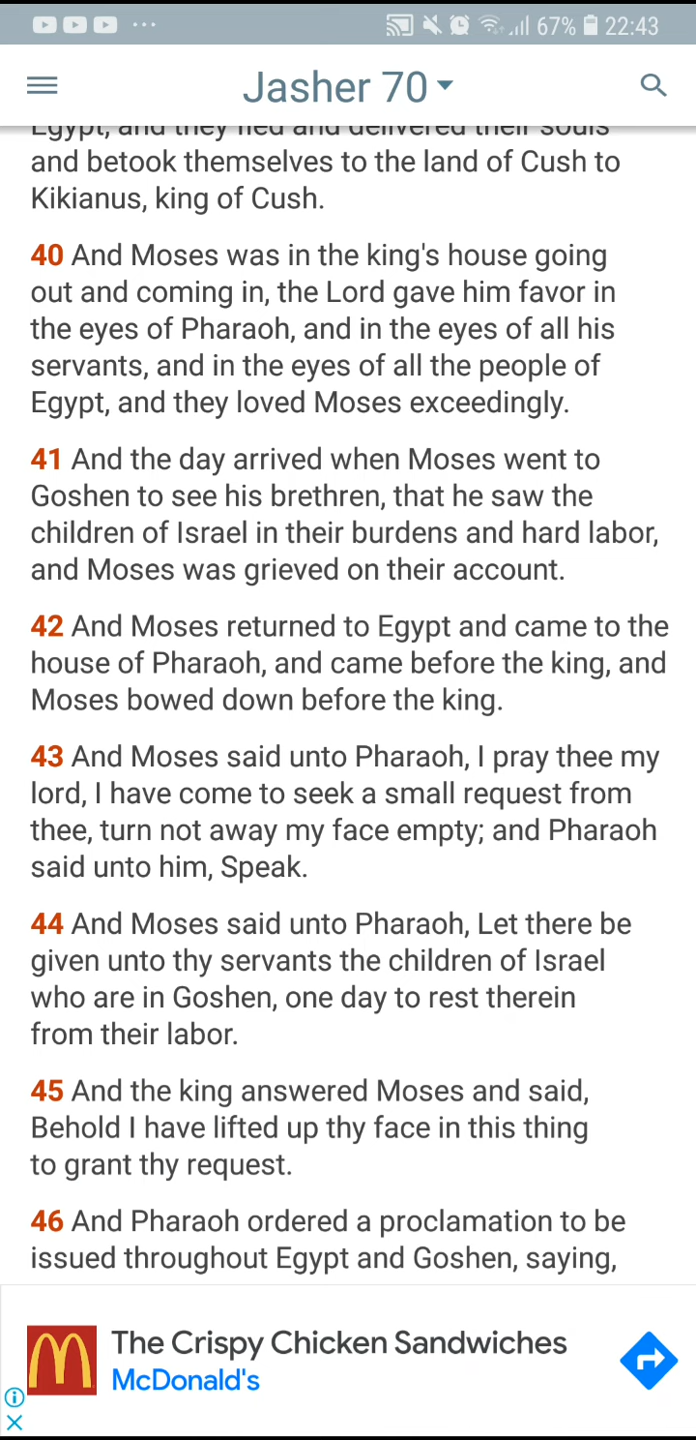 67% 22:43
Jasher 70
Egypt, and they fled and delivered their souls
and betook themselves to the land of Cush to
Kikianus, king of Cush.
40 And Moses was in the king's house going
out and coming in, the Lord gave him favor in
the eyes of Pharaoh, and in the eyes of all his
servants, and in the eyes of all the people of
Egypt, and they loved Moses exceedingly.
41 And the day arrived when Moses went to
Goshen to see his brethren, that he saw the
children of Israel in their burdens and hard labor,
and Moses was grieved on their account.
42 And Moses returned to Egypt and came to the
house of Pharaoh, and came before the king, and
Moses bowed down before the king.
43 And Moses said unto Pharaoh, I pray thee my
lord, I have come to seek a small request from
thee, turn not away my face empty; and Pharaoh
said unto him, Speak.
44 And Moses said unto Pharaoh, Let there be
given unto thy servants the children of Israel
who are in Goshen, one day to rest therein
from their labor.
45 And the king answered Moses and said,
Behold I have lifted up thy face in this thing
to grant thy request.
46 And Pharaoh ordered a proclamation to be
issued throughout Egypt and Goshen, saying,
The Crispy Chicken Sandwiches
McDonald's